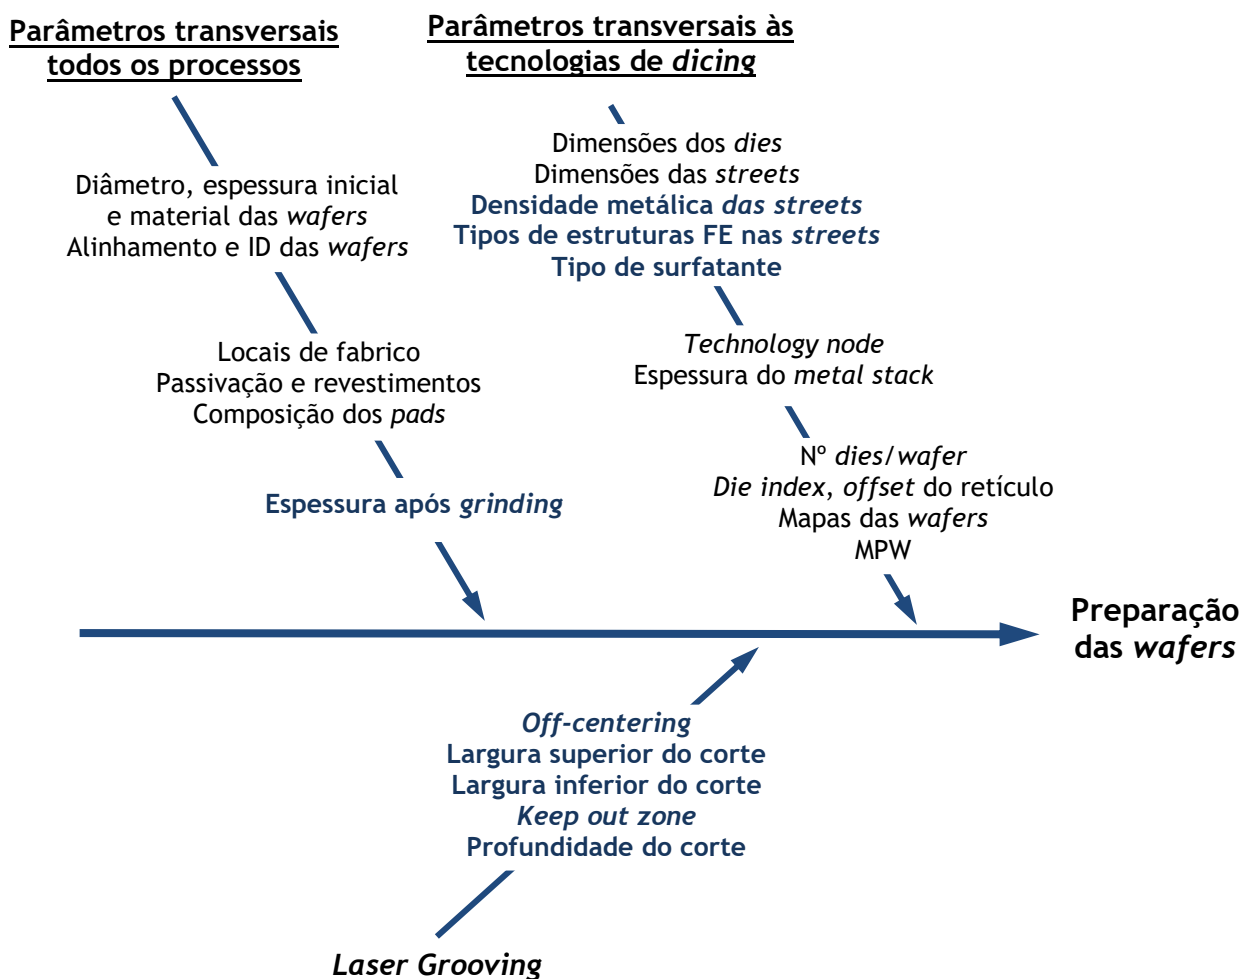 Parâmetros transversais
todos os processos
Diâmetro, espessura inicial
e material das wafers
Alinhamento e ID das wafers
Locais de fabrico
Passivação e revestimentos
Composição dos pads
Espessura após grinding
Parâmetros transversais às
tecnologias de dicing
Dimensões dos dies
Dimensões das streets
Densidade metálica das streets
Tipos de estruturas FE nas streets
Tipo de surfatante
Technology node
Espessura do metal stack
Nº dies/wafer
Die index, offset do retículo
Mapas das wafers
MPW
Preparação
das wafers
Off-centering
Largura superior do corte
Largura inferior do corte
Keep out zone
Profundidade do corte
Laser Grooving